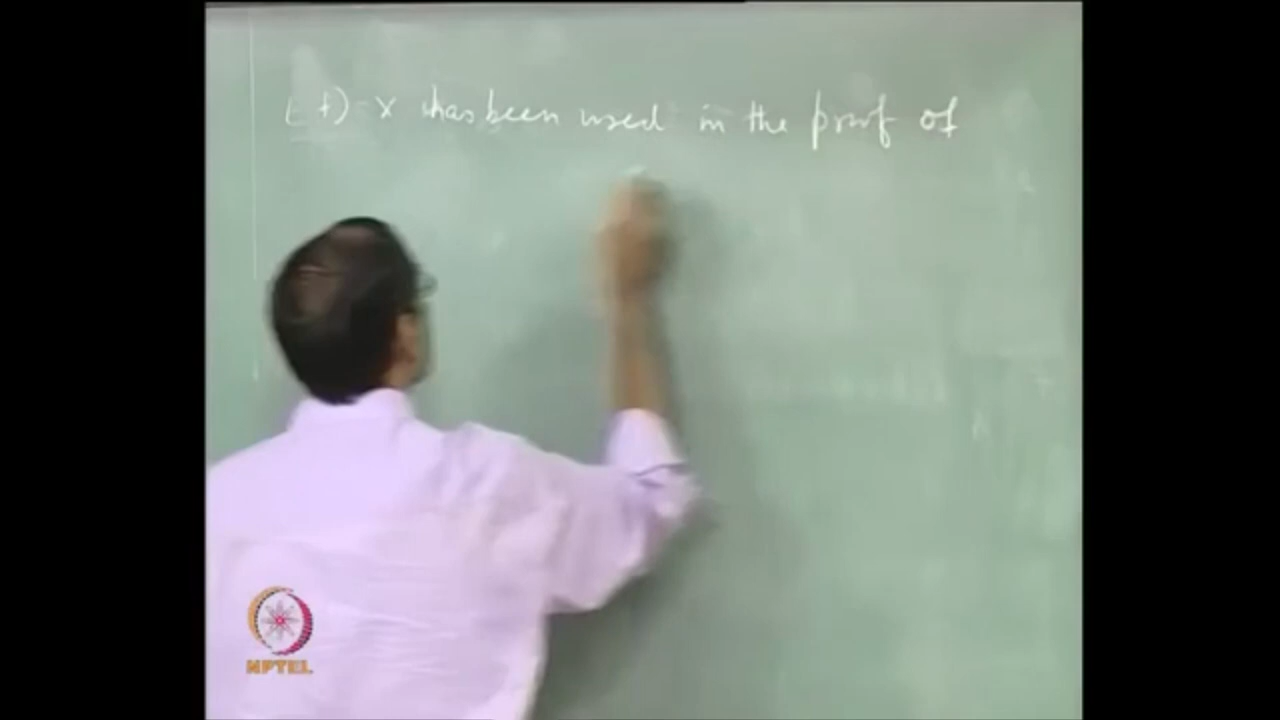 x has been used in the proof of
NPTEL